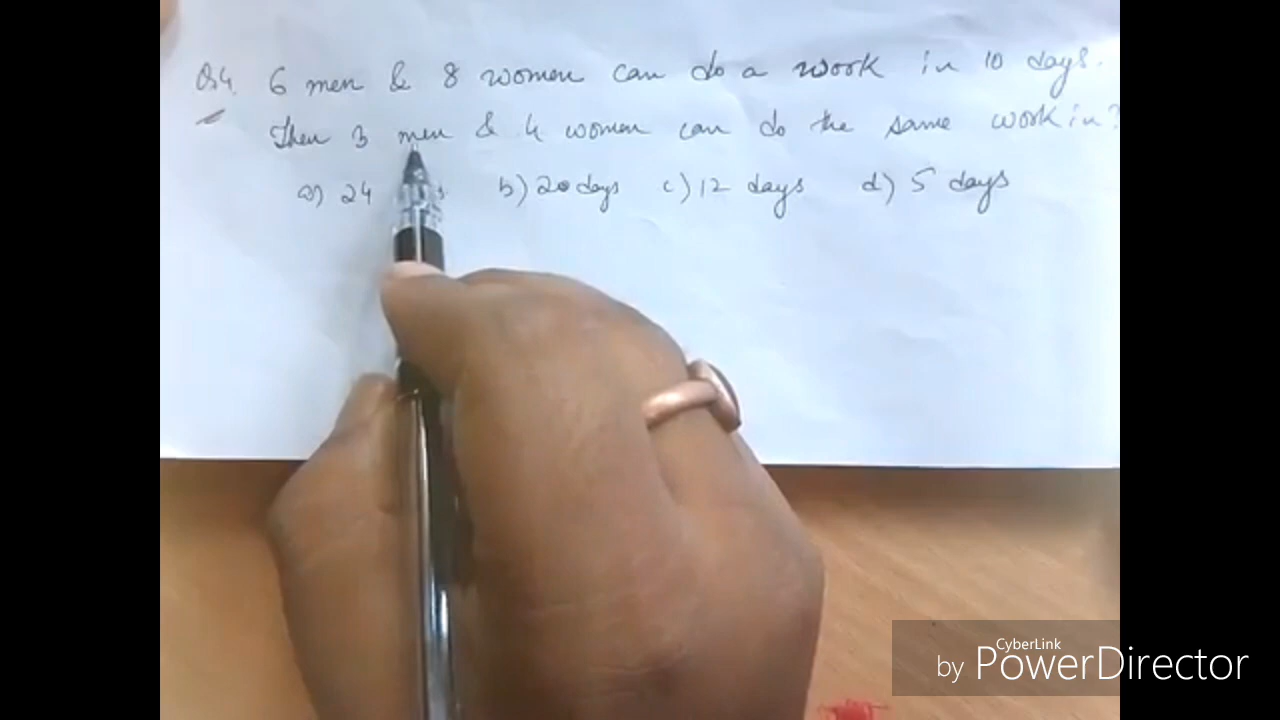 Q4. 6 men & 8 women can do a work in 10 days.
Then 3 men & 4 women can do the same work in?
a) 24 b) 20 days c) 12 days d) 5 days
CyberLink
by PowerDirector